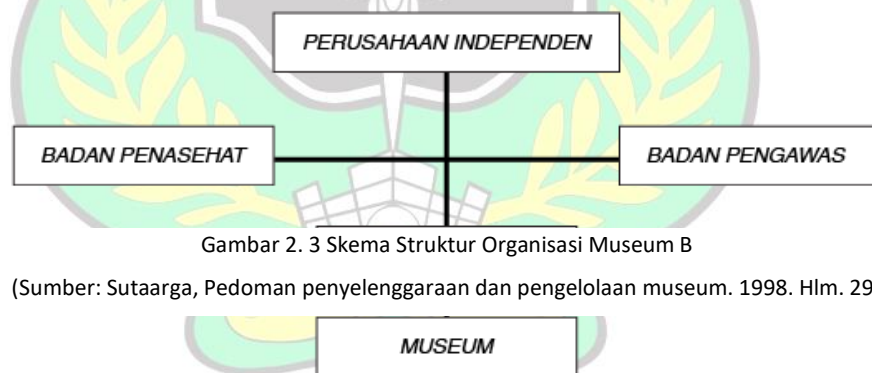 PERUSAHAAN INDEPENDEN
BADAN PENASEHAT
BADAN PENGAWAS
Gambar 2. 3 Skema Struktur Organisasi Museum B
(Sumber: Sutaarga, Pedoman penyelenggaraan dan pengelolaan museum. 1998. Hlm. 29
MUSEUM